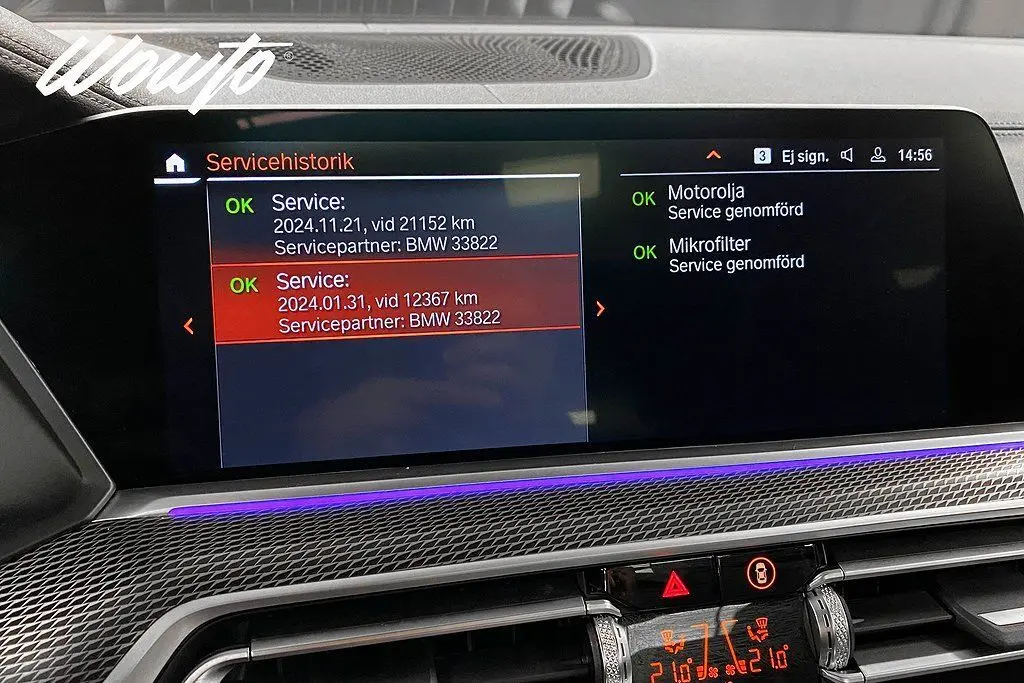 Wowto®
Servicehistorik
3 Ej sign. 14:56
OK Service:
2024.11.21, vid 21152 km
Servicepartner: BMW 33822
OK Service:
2024.01.31, vid 12367 km
Servicepartner: BMW 33822
OK Motorolja
Service genomförd
OK Mikrofilter
Service genomförd
21.0° 21.0°